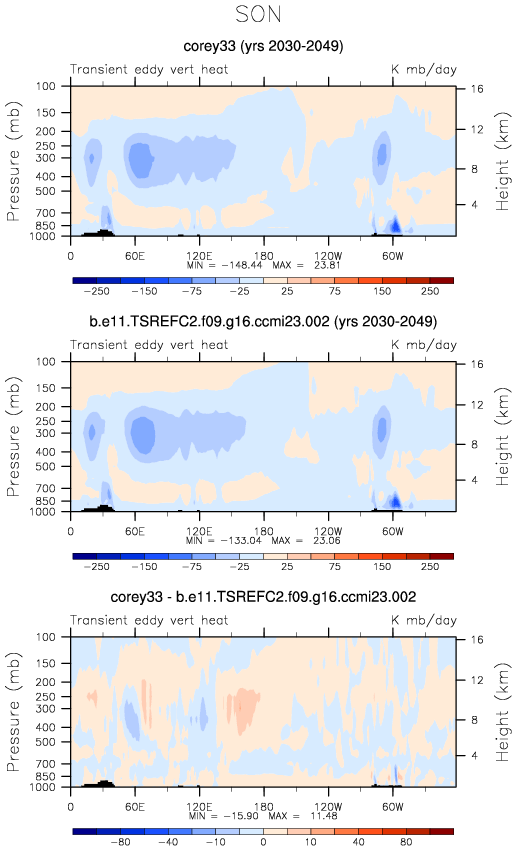 SON
corey33 (yrs 2030-2049)
Transient eddy vert heat K mb/day
Pressure (mb)
100
150
200
250
300
400
500
700
850
1000
16
12
8
4
Height (km)
0 60E 120E 180 120W 60W
MIN = -148.44 MAX = 23.81
-250 -150 -75 -25 25 75 150 250
b.e11.TSREFC2.f09.g16.ccmi23.002 (yrs 2030-2049)
Transient eddy vert heat K mb/day
Pressure (mb)
100
150
200
250
300
400
500
700
850
1000
16
12
8
4
Height (km)
0 60E 120E 180 120W 60W
MIN = -133.04 MAX = 23.06
-250 -150 -75 -25 25 75 150 250
corey33 - b.e11.TSREFC2.f09.g16.ccmi23.002
Transient eddy vert heat K mb/day
Pressure (mb)
100
150
200
250
300
400
500
700
850
1000
16
12
8
4
Height (km)
0 60E 120E 180 120W 60W
MIN = -15.90 MAX = 11.48
-80 -40 -10 0 10 40 80